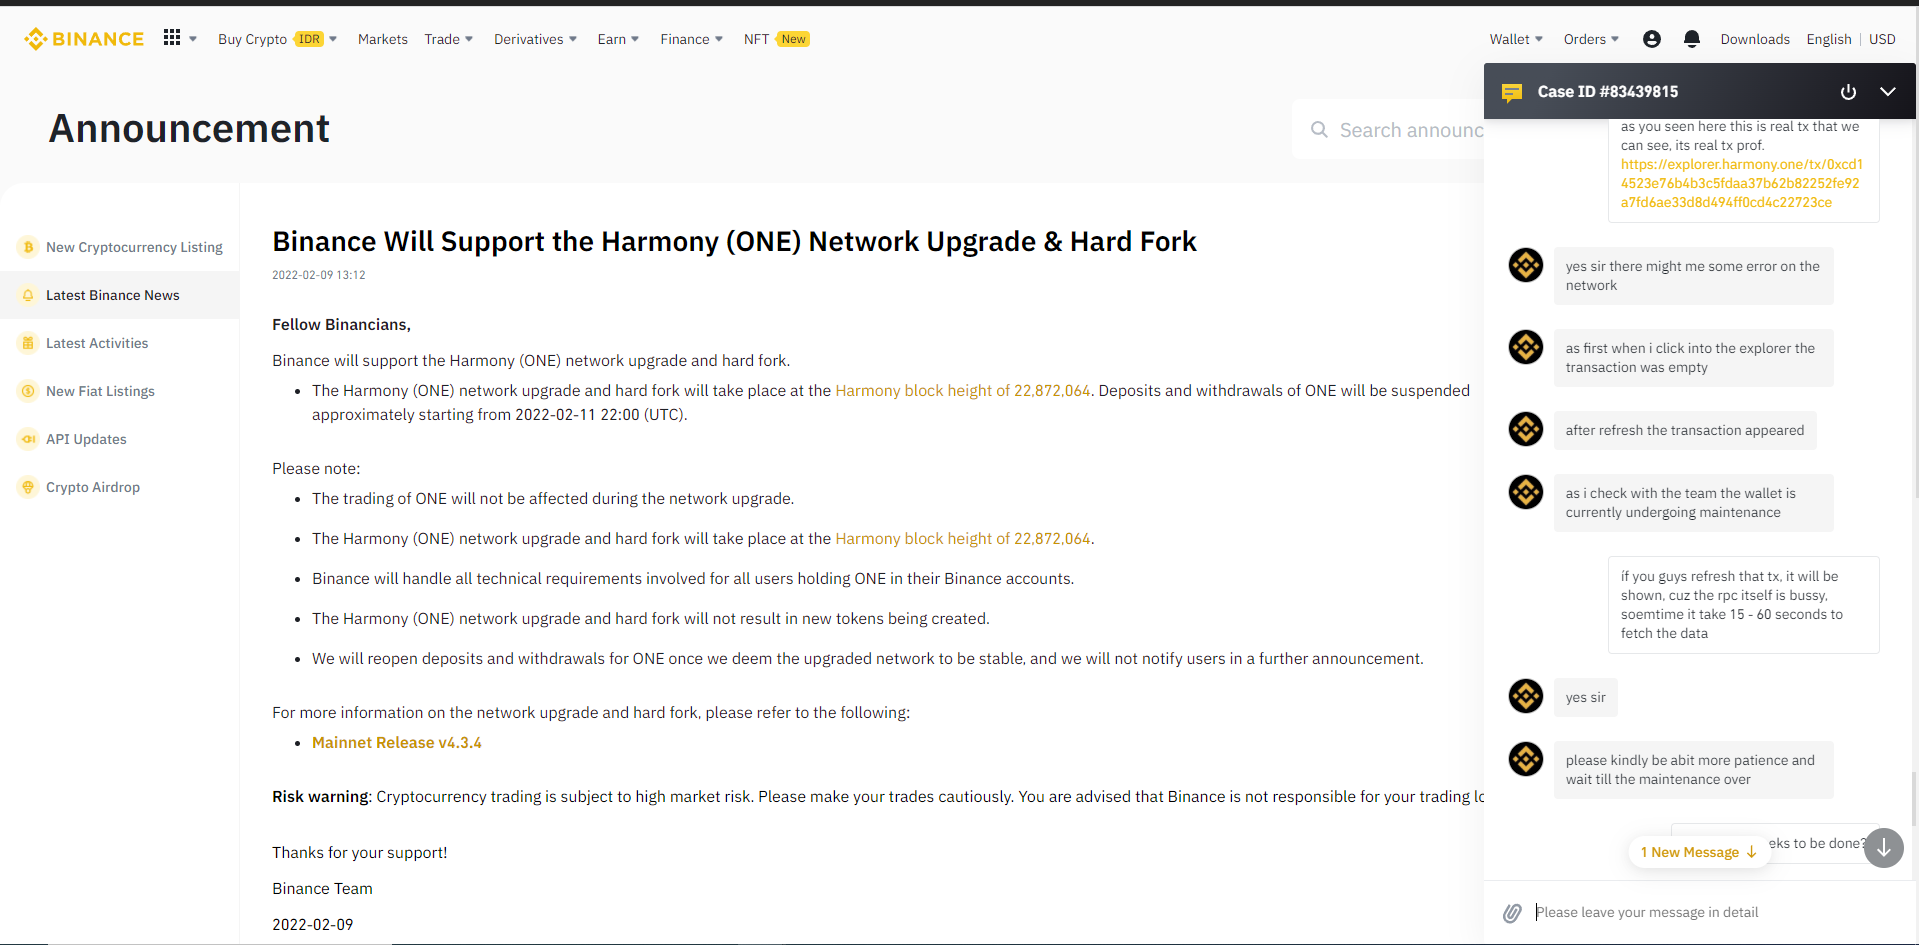 BINANCE
Buy Crypto IDR
Markets
Trade
Derivatives
Earn
Finance
NFT New
Wallet
Orders
Downloads
English | USD
Announcement
Search announc
New Cryptocurrency Listing
Latest Binance News
Latest Activities
New Fiat Listings
API Updates
Crypto Airdrop
Binance Will Support the Harmony (ONE) Network Upgrade & Hard Fork
2022-02-09 13:12
Fellow Binancians,
Binance will support the Harmony (ONE) network upgrade and hard fork.
• The Harmony (ONE) network upgrade and hard fork will take place at the Harmony block height of 22,872,064. Deposits and withdrawals of ONE will be suspended
approximately starting from 2022-02-11 22:00 (UTC).
Please note:
• The trading of ONE will not be affected during the network upgrade.
• The Harmony (ONE) network upgrade and hard fork will take place at the Harmony block height of 22,872,064.
• Binance will handle all technical requirements involved for all users holding ONE in their Binance accounts.
• The Harmony (ONE) network upgrade and hard fork will not result in new tokens being created.
• We will reopen deposits and withdrawals for ONE once we deem the upgraded network to be stable, and we will not notify users in a further announcement.
For more information on the network upgrade and hard fork, please refer to the following:
• Mainnet Release v4.3.4
Risk warning: Cryptocurrency trading is subject to high market risk. Please make your trades cautiously. You are advised that Binance is not responsible for your trading lo
Thanks for your support!
Binance Team
2022-02-09
Case ID #83439815
as you seen here this is real tx that we
can see, its real tx prof.
https://explorer.harmony.one/tx/0xcd1
4523e76b4b3c5fdaa37b62b82252fe92
a7fd6ae33d8d494ff0cd4c22723ce
yes sir there might me some error on the
network
as first when i click into the explorer the
transaction was empty
after refresh the transaction appeared
as i check with the team the wallet is
currently undergoing maintenance
if you guys refresh that tx, it will be
shown, cuz the rpc itself is bussy,
soemtime it take 15 - 60 seconds to
fetch the data
yes sir
please kindly be abit more patience and
wait till the maintenance over
eks to be done?
1 New Message
Please leave your message in detail